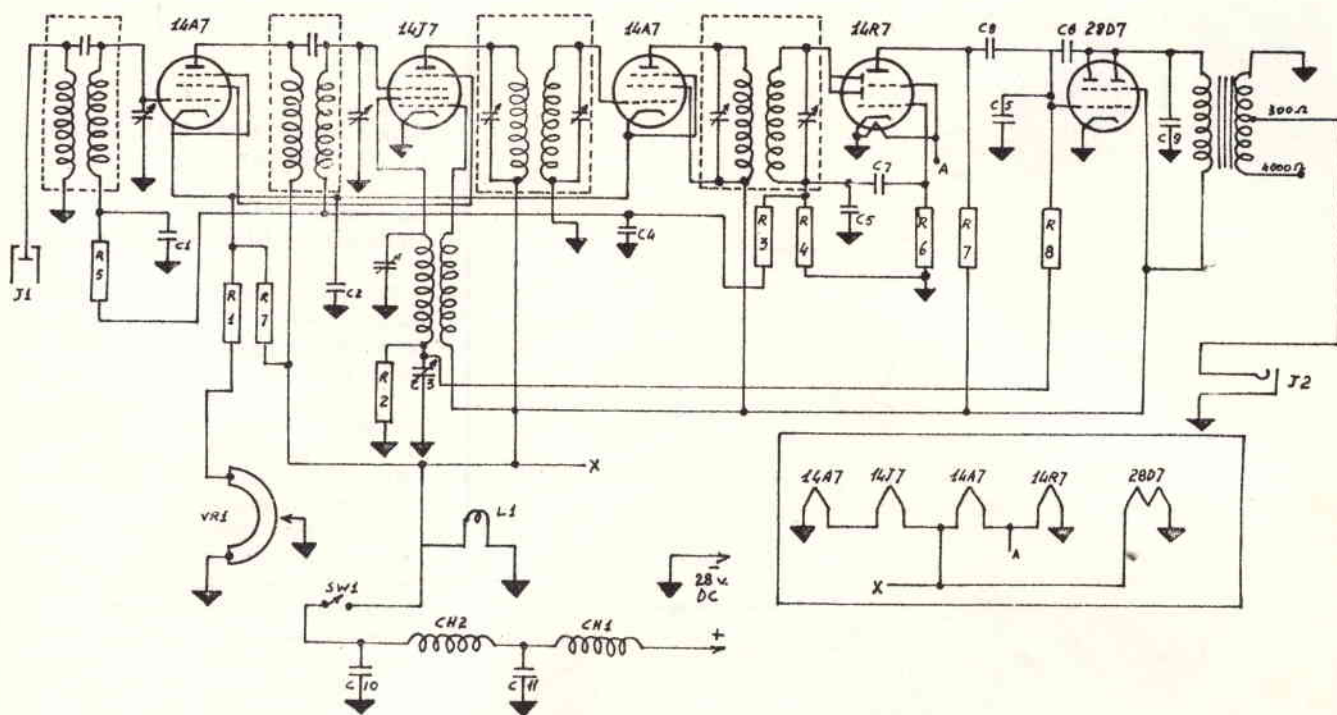 14A7
14J7
14A7
14R7
C8
C6
28D7
300Ω
4000Ω
C5
C9
A
C7
C5
C1
C4
J1
R5
R1
R7
C2
R3
R4
R6
R7
R8
R2
C3
J2
X
VR1
L1
SW1
28 v.
DC
-
+
CH2
CH1
C10
C11
14A7
14J7
14A7
14R7
28D7
A
X